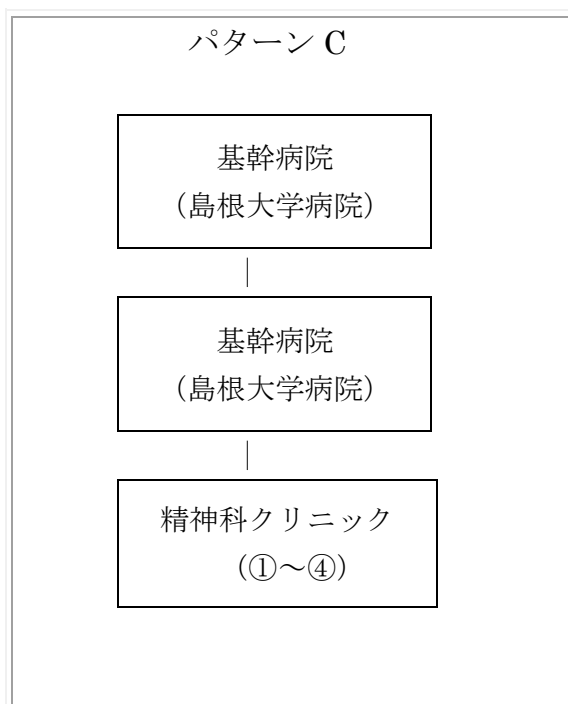 パターン C
基幹病院
（島根大学病院）
基幹病院
（島根大学病院）
精神科クリニック
（①～④）